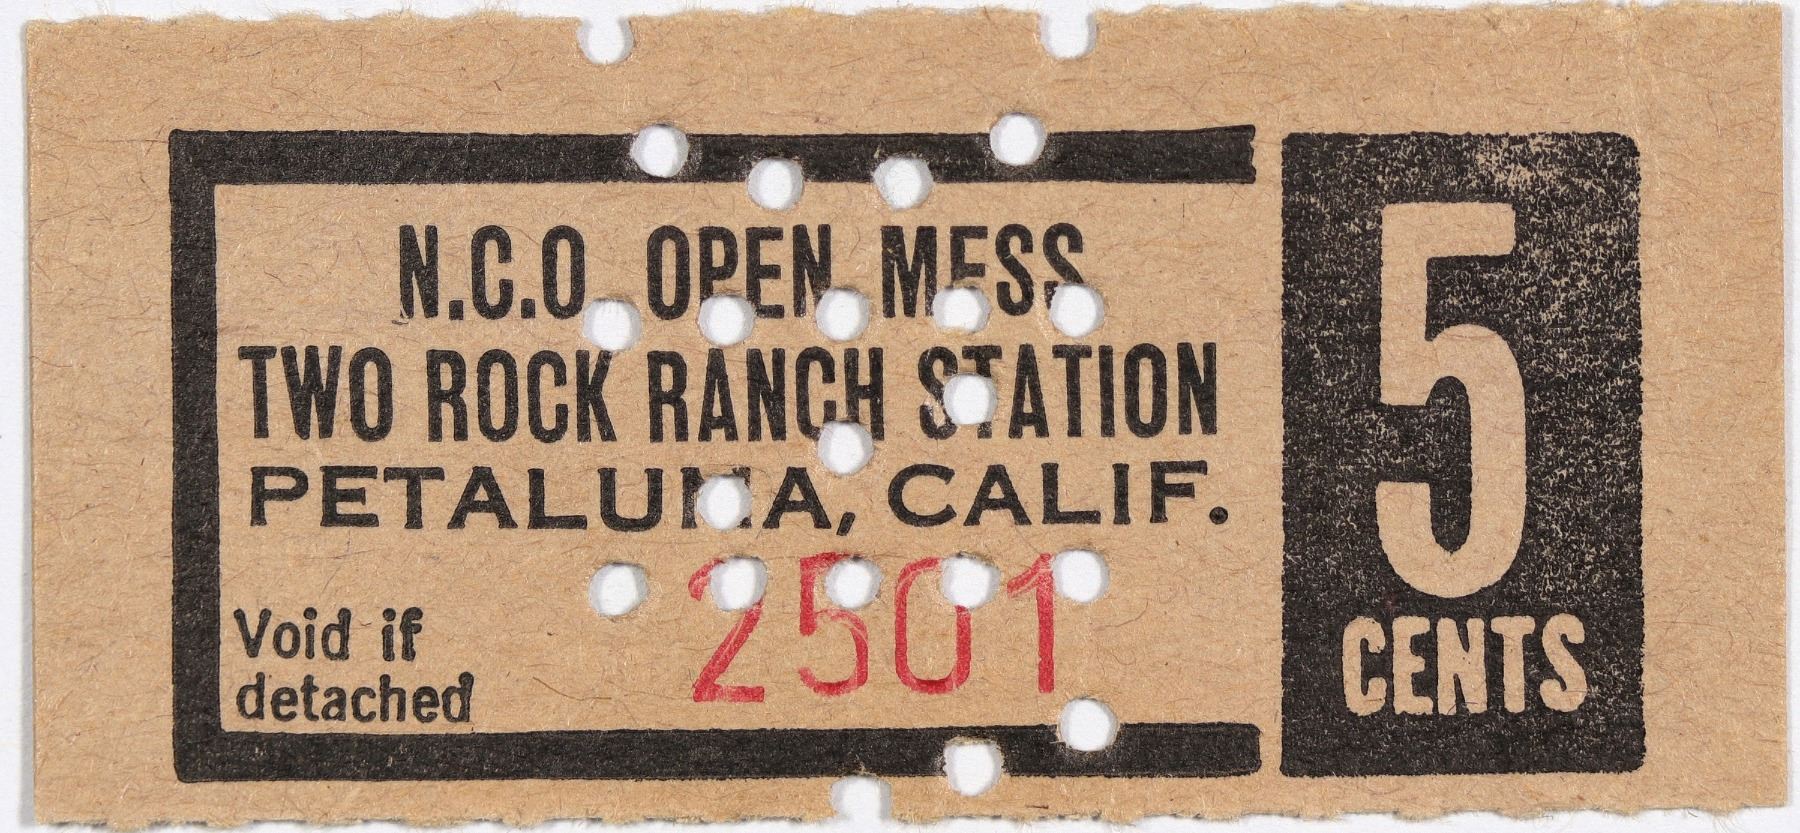 N.C.O. OPEN MESS
TWO ROCK RANCH STATION
PETALUMA, CALIF.
2501
Void if
detached
5
CENTS